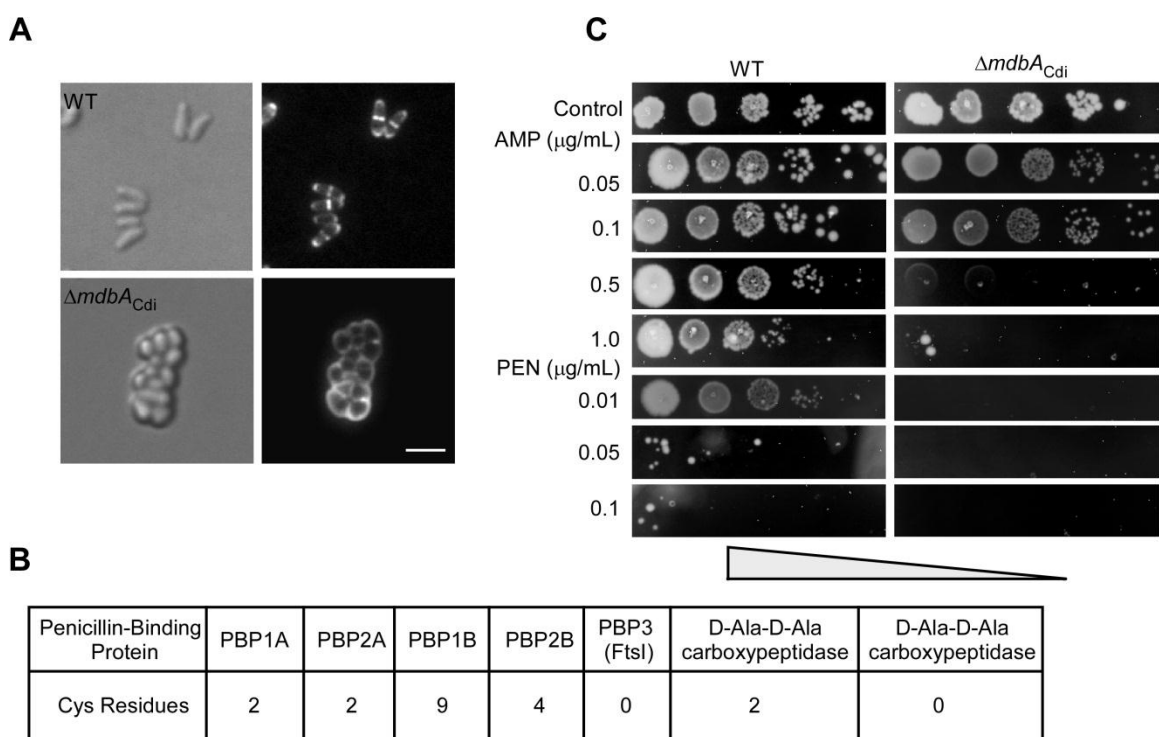 A
WT
ΔmdbACdi
C
WT
ΔmdbACdi
Control
AMP (μg/mL)
0.05
0.1
0.5
1.0
PEN (μg/mL)
0.01
0.05
0.1
B
Penicillin-Binding Protein
PBP1A
PBP2A
PBP1B
PBP2B
PBP3 (FtsI)
D-Ala-D-Ala carboxypeptidase
D-Ala-D-Ala carboxypeptidase
Cys Residues
2
2
9
4
0
2
0